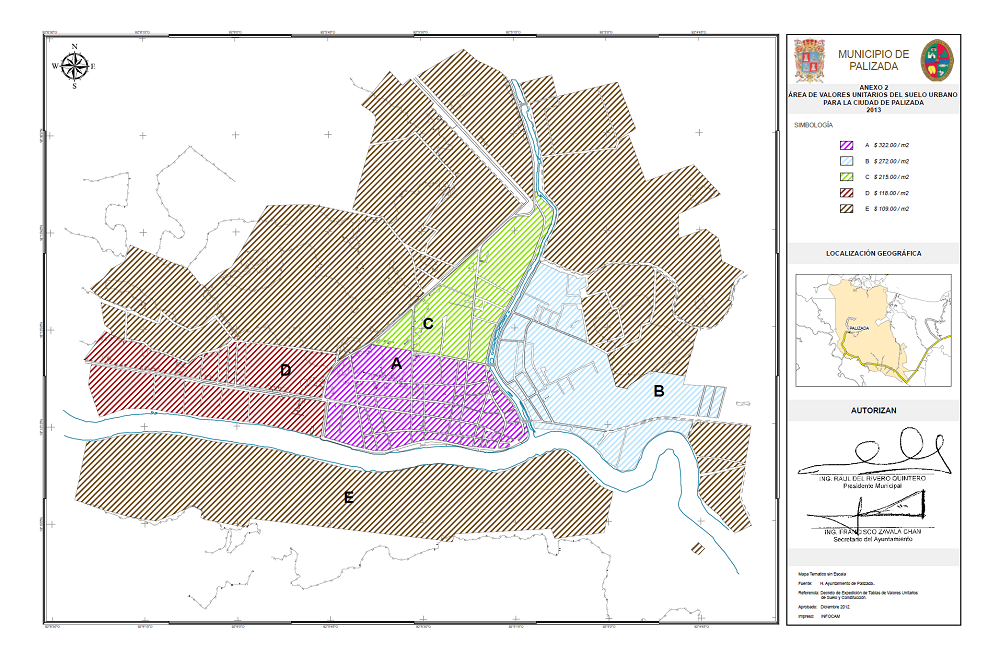 N
W E
S
C
A
D
B
E
MUNICIPIO DE
PALIZADA
ANEXO 2
ÁREA DE VALORES UNITARIOS DEL SUELO URBANO
PARA LA CIUDAD DE PALIZADA
2013
SIMBOLOGÍA
A $ 322.00 / m2
B $ 272.00 / m2
C $ 215.00 / m2
D $ 118.00 / m2
E $ 109.00 / m2
LOCALIZACIÓN GEOGRÁFICA
PALIZADA
AUTORIZAN
ING. RAUL DEL RIVERO QUINTERO
Presidente Municipal
ING. FRANCISCO ZAVALA CHAN
Secretario del Ayuntamiento
Mapa Tematico sin Escala
Fuente: H. Ayuntamiento de Palizada.
Referencia: Decreto de Expedición de Tablas de Valores Unitarios
de Suelo y Construcción.
Aprobado: Diciembre 2012
Impreso: INFOCAM